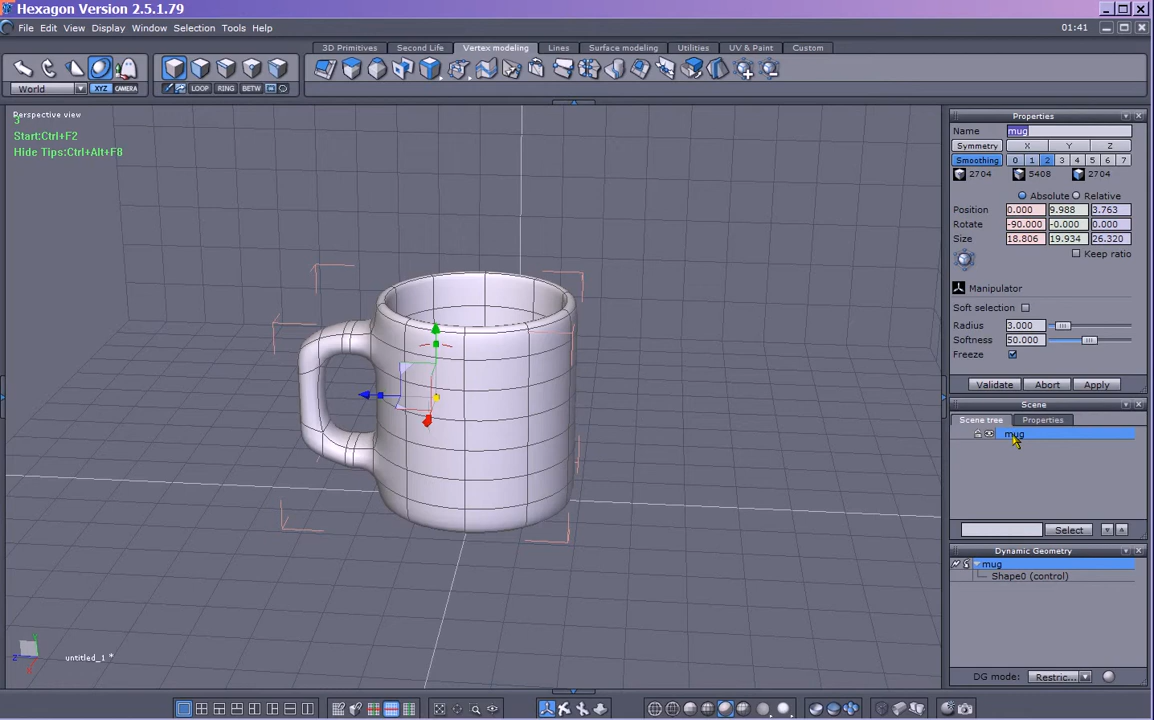 Hexagon Version 2.5.1.79
File Edit View Display Window Selection Tools Help
01:41
3D Primitives Second Life Vertex modeling Lines Surface modeling Utilities UV & Paint Custom
World XYZ CAMERA LOOP RING BETW
Perspective view
3
Start:Ctrl+F2
Hide Tips:Ctrl+Alt+F8
Properties
Name mug
Symmetry X Y Z
Smoothing 0 1 2 3 4 5 6 7
2704 5408 2704
Absolute Relative
Position 0.000 9.988 3.763
Rotate -90.000 -0.000 0.000
Size 18.806 19.934 26.320
Keep ratio
Manipulator
Soft selection
Radius 3.000
Softness 50.000
Freeze
Validate Abort Apply
Scene
Scene tree Properties
mug
Select
Dynamic Geometry
mug
Shape0 (control)
Y
Z
X
untitled_1 *
DG mode: Restric...